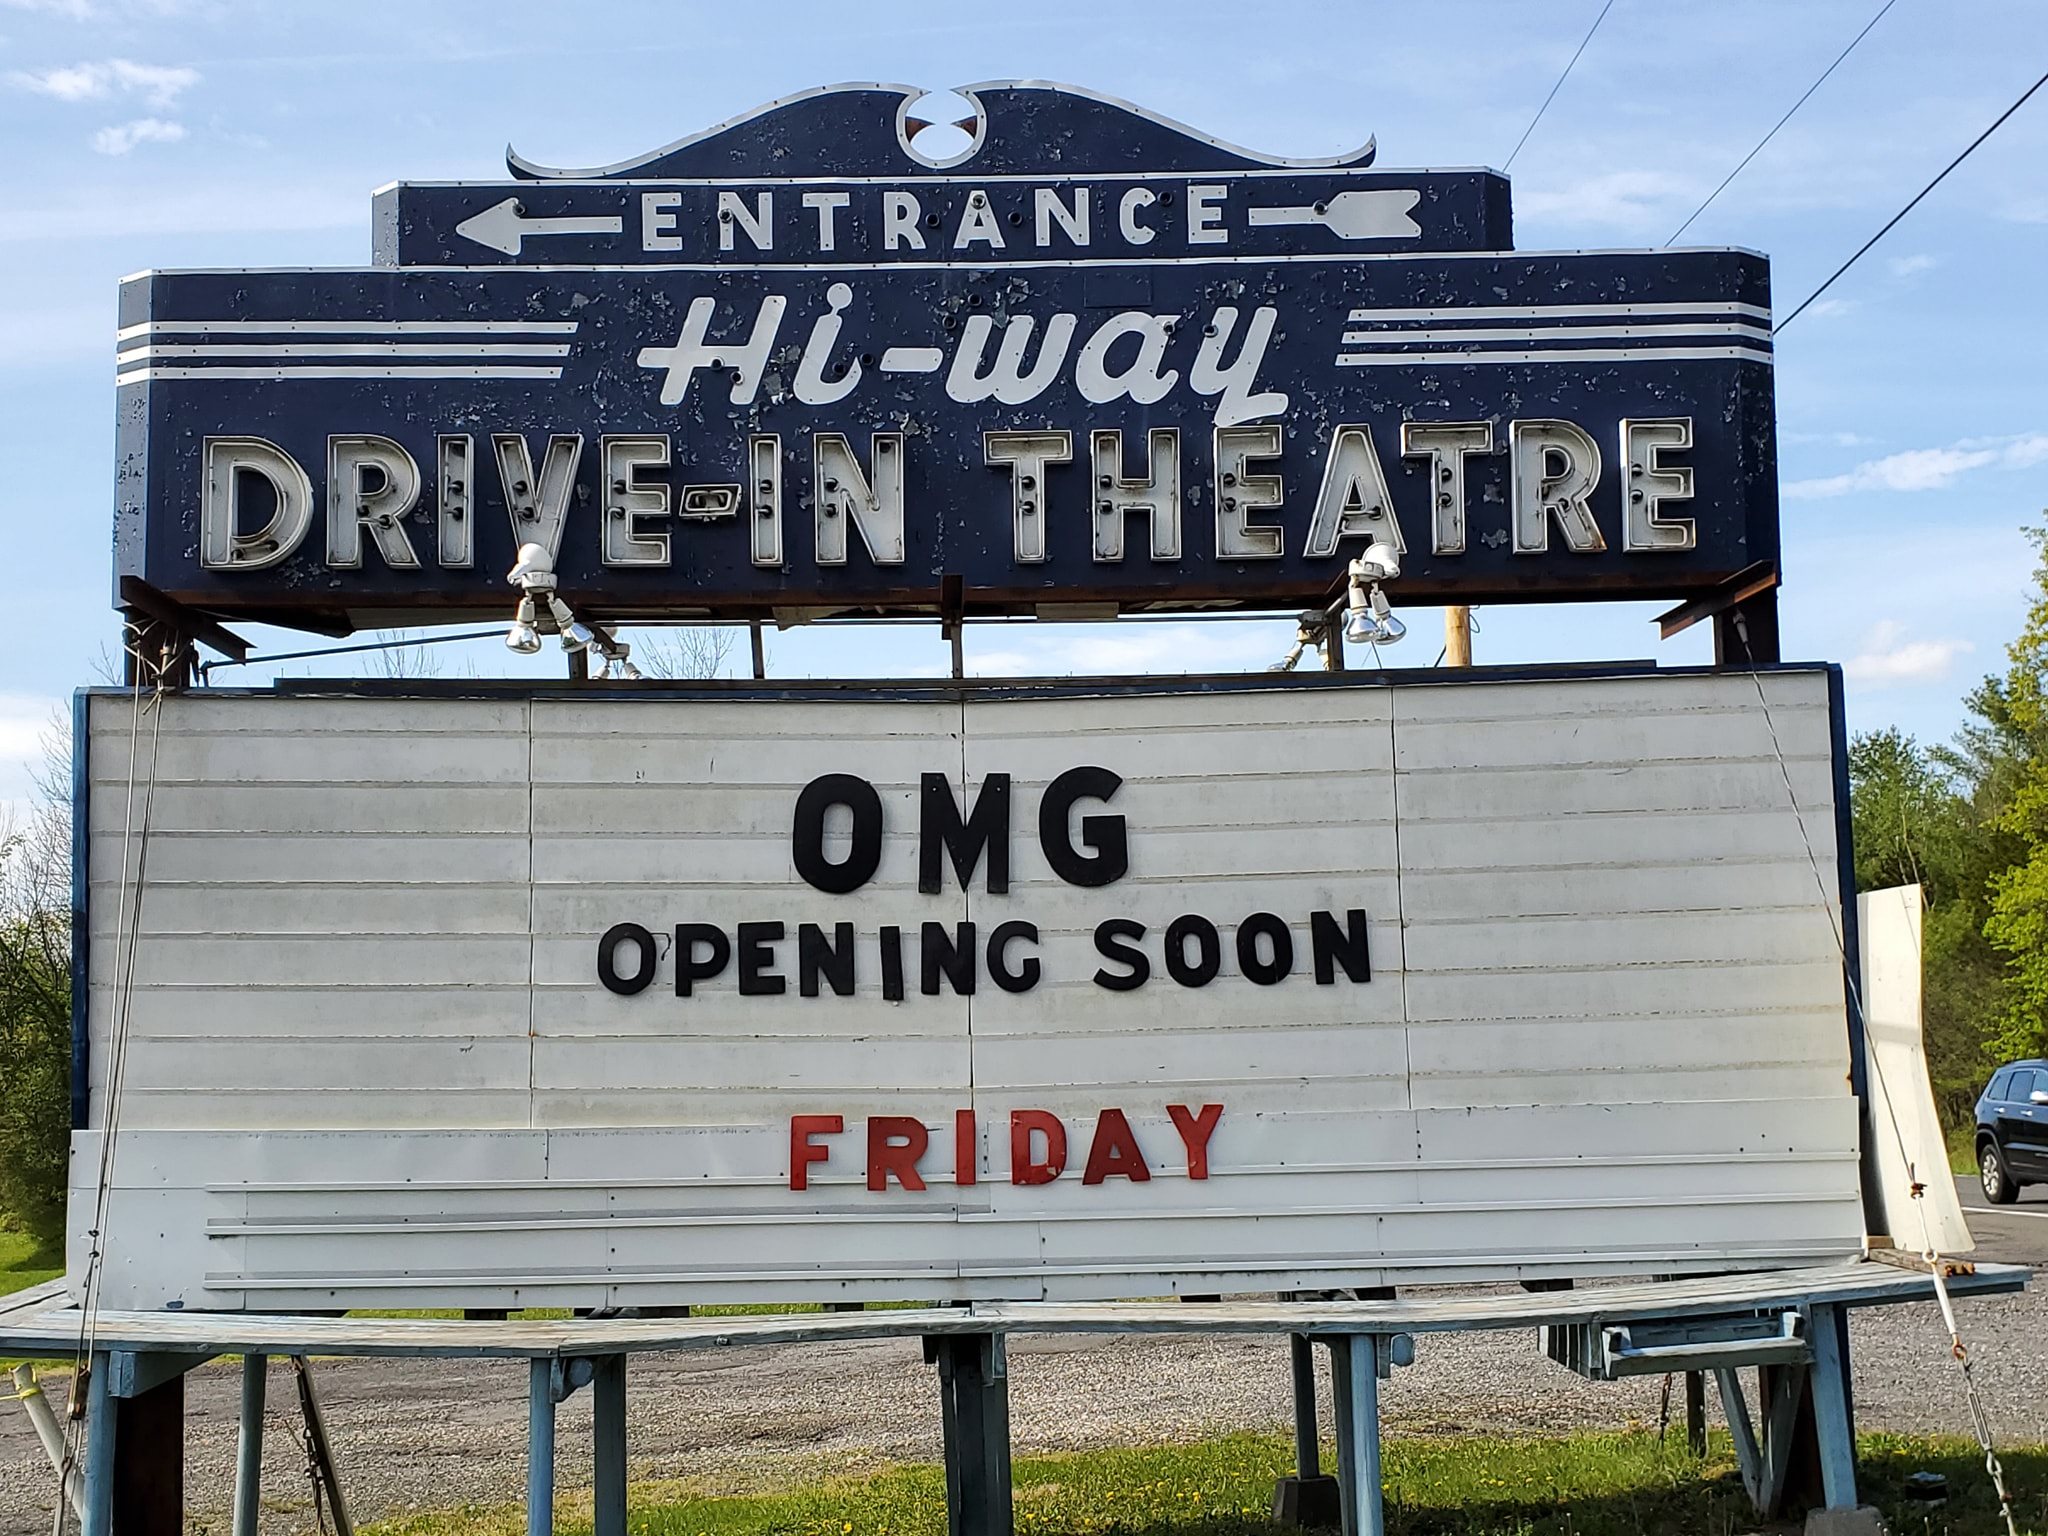 ENTRANCE
Hi-way
DRIVE-IN THEATRE
OMG
OPENING SOON
FRIDAY